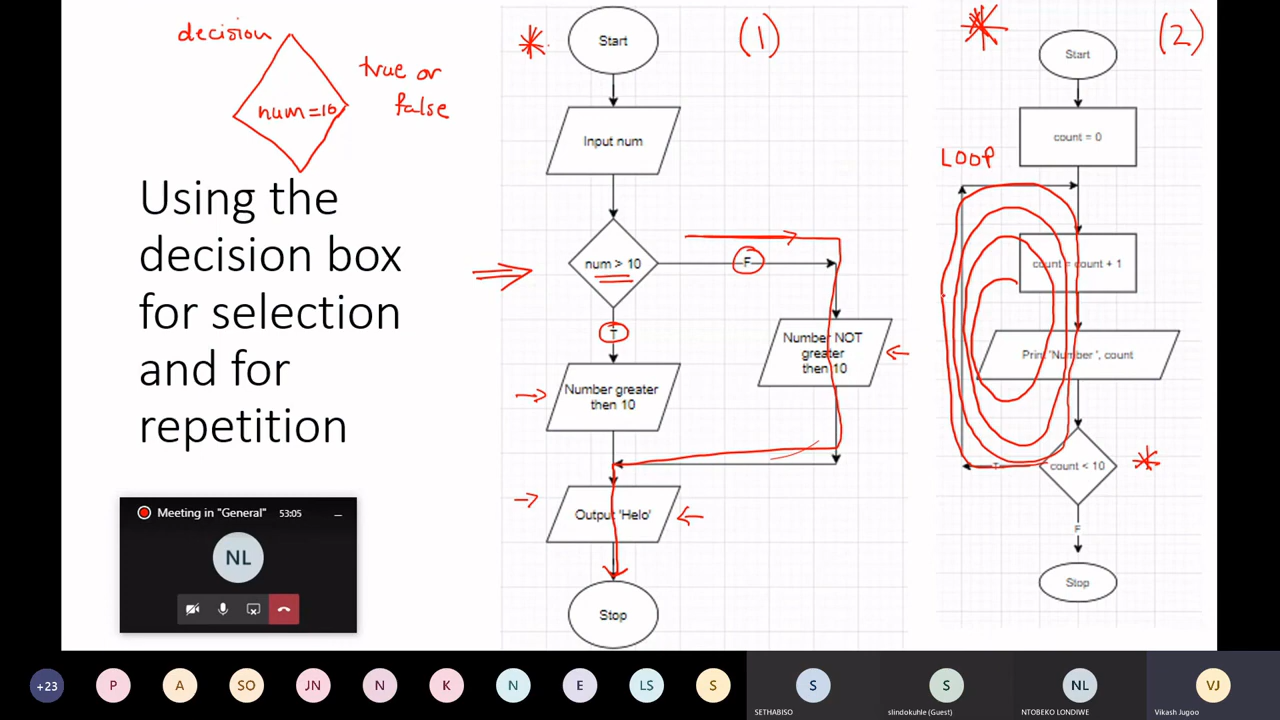 decision
num=10
true or
false
Using the
decision box
for selection
and for
repetition
Meeting in "General"
53:05
NL
(1)
Start
Input num
num > 10
F
T
Number NOT
greater
then 10
Number greater
then 10
Output 'Helo'
Stop
(2)
Start
count = 0
LOOP
count = count + 1
Print 'Number ', count
count < 10
T
F
Stop
+23
P
A
SO
JN
N
K
N
E
LS
S
S
SETHABISO
S
slindokuhle (Guest)
NL
NTOBEKO LONDIWE
VJ
Vikash Jugoo